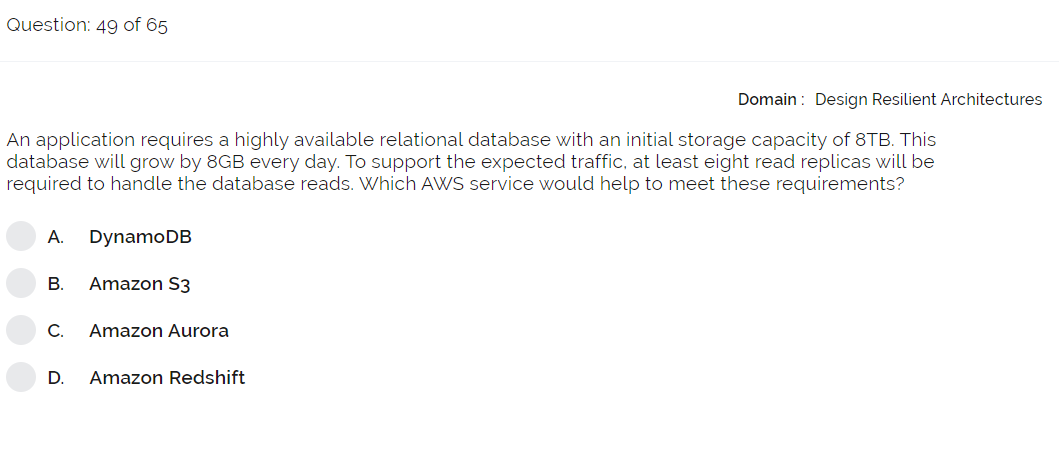 Question: 49 of 65
Domain : Design Resilient Architectures
An application requires a highly available relational database with an initial storage capacity of 8TB. This
database will grow by 8GB every day. To support the expected traffic, at least eight read replicas will be
required to handle the database reads. Which AWS service would help to meet these requirements?
A. DynamoDB
B. Amazon S3
C. Amazon Aurora
D. Amazon Redshift